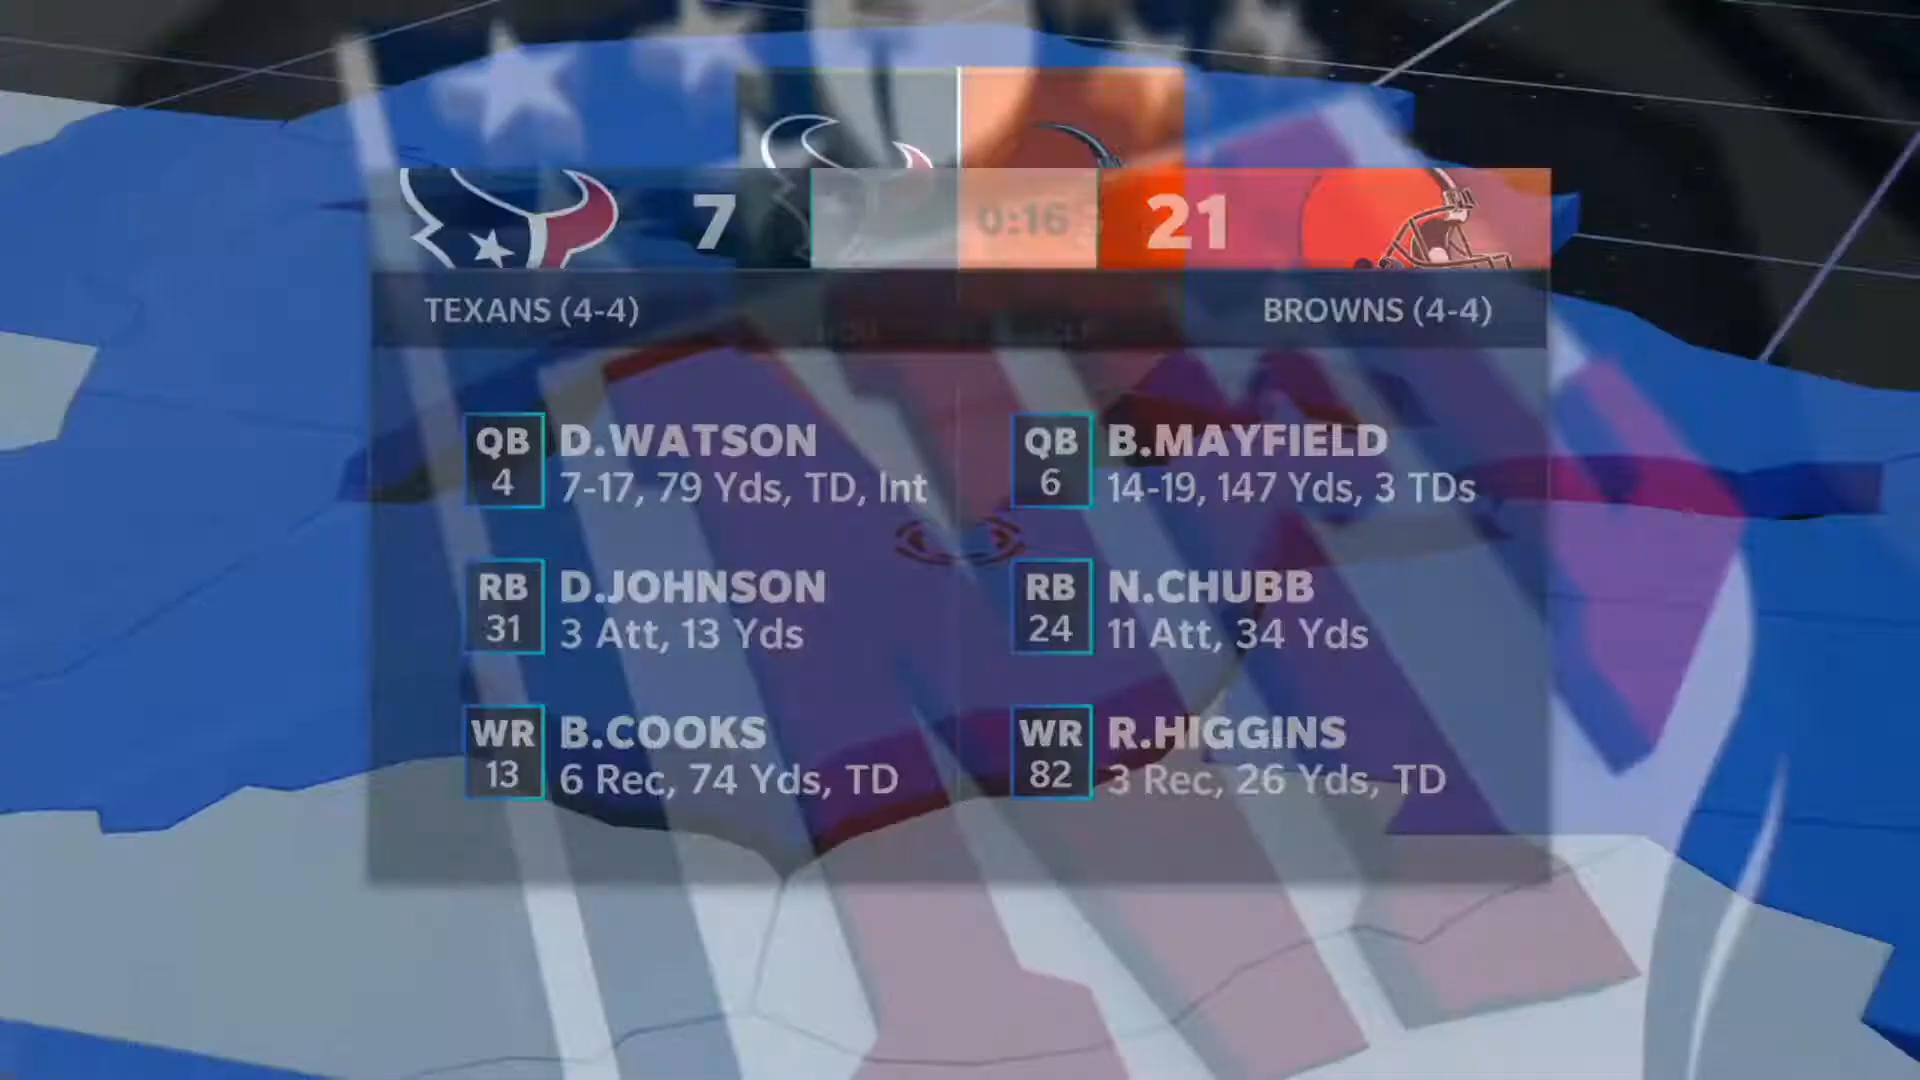 7
0:16
21
TEXANS (4-4)
BROWNS (4-4)
QB
4
D.WATSON
7-17, 79 Yds, TD, Int
QB
6
B.MAYFIELD
14-19, 147 Yds, 3 TDs
RB
31
D.JOHNSON
3 Att, 13 Yds
RB
24
N.CHUBB
11 Att, 34 Yds
WR
13
B.COOKS
6 Rec, 74 Yds, TD
WR
82
R.HIGGINS
3 Rec, 26 Yds, TD